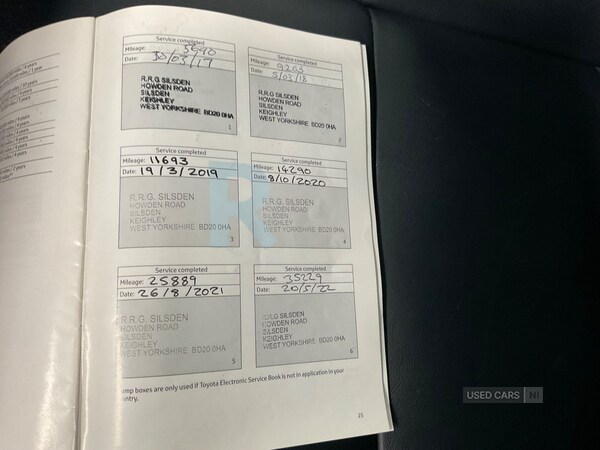 Service completed
Mileage: 5590
Date: 30/03/17
R.R.G SILSDEN
HOWDEN ROAD
SILSDEN
KEIGHLEY
WEST YORKSHIRE BD20 0HA
1
Service completed
Mileage: 9263
Date: 5/03/18
R.R.G. SILSDEN
HOWDEN ROAD
SILSDEN
KEIGHLEY
WEST YORKSHIRE BD20 0HA
2
Service completed
Mileage: 11693
Date: 19/3/2019
R.R.G. SILSDEN
HOWDEN ROAD
SILSDEN
KEIGHLEY
WEST YORKSHIRE BD20 0HA
3
Service completed
Mileage: 14290
Date: 8/10/2020
R.R.G. SILSDEN
HOWDEN ROAD
SILSDEN
KEIGHLEY
WEST YORKSHIRE BD20 0HA
4
Service completed
Mileage: 25889
Date: 26/8/2021
R.R.G. SILSDEN
HOWDEN ROAD
SILSDEN
KEIGHLEY
WEST YORKSHIRE BD20 0HA
5
Service completed
Mileage: 35229
Date: 20/5/22
SILSDEN
HOWDEN ROAD
SILSDEN
KEIGHLEY
WEST YORKSHIRE BD20 0HA
6
mp boxes are only used if Toyota Electronic Service Book is not in application in your
ntry.
21
USED CARS NI